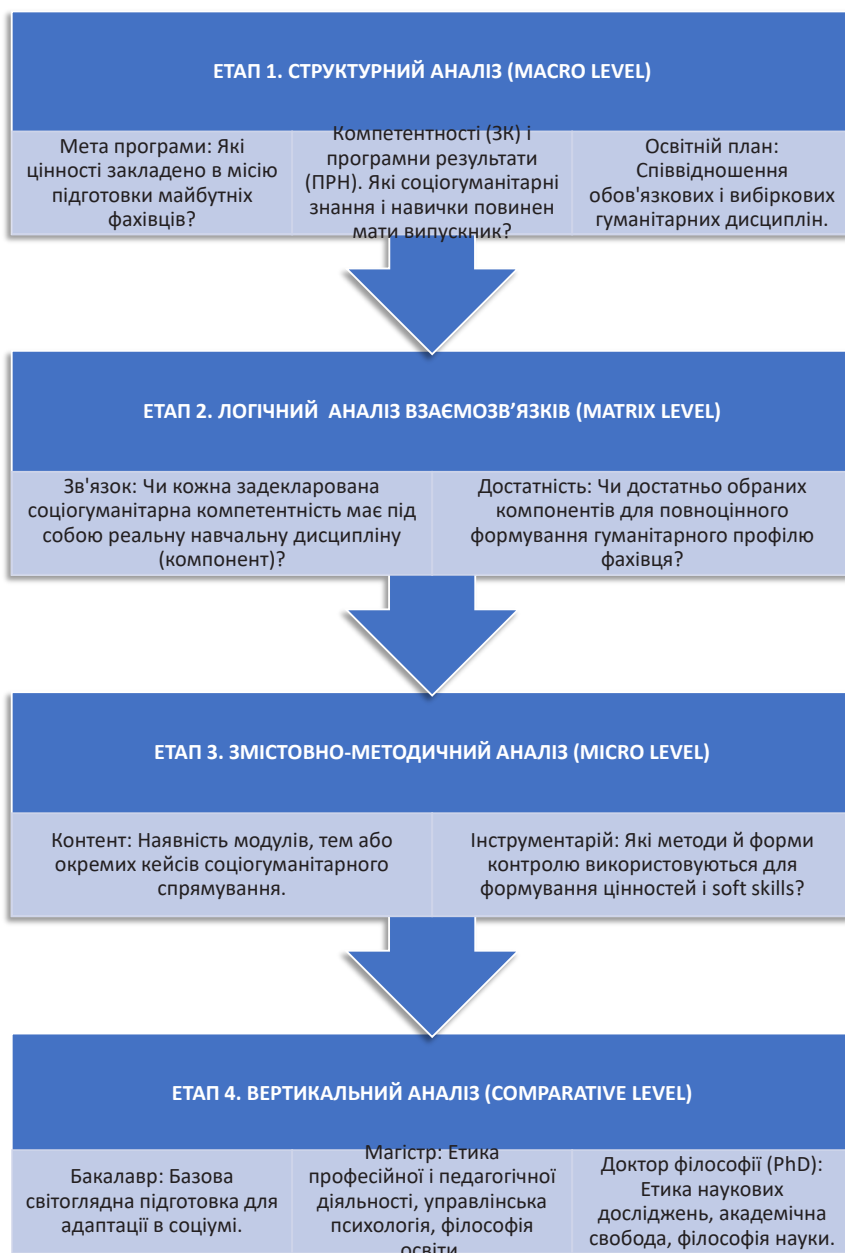 ЕТАП 1. СТРУКТУРНИЙ АНАЛІЗ (MACRO LEVEL)
Мета програми: Які
цінності закладено в місію
підготовки майбутніх
фахівців?
Компетентності (ЗК) і
програмни результати
(ПРН). Які соціогуманітарні
знання і навички повинен
мати випускник?
Освітній план:
Співвідношення
обов'язкових і вибіркових
гуманітарних дисциплін.
ЕТАП 2. ЛОГІЧНИЙ АНАЛІЗ ВЗАЄМОЗВ’ЯЗКІВ (MATRIX LEVEL)
Зв'язок: Чи кожна задекларована
соціогуманітарна компетентність має під
собою реальну навчальну дисципліну
(компонент)?
Достатність: Чи достатньо обраних
компонентів для повноцінного
формування гуманітарного профілю
фахівця?
ЕТАП 3. ЗМІСТОВНО-МЕТОДИЧНИЙ АНАЛІЗ (MICRO LEVEL)
Контент: Наявність модулів, тем або
окремих кейсів соціогуманітарного
спрямування.
Інструментарій: Які методи й форми
контролю використовуються для
формування цінностей і soft skills?
ЕТАП 4. ВЕРТИКАЛЬНИЙ АНАЛІЗ (COMPARATIVE LEVEL)
Бакалавр: Базова
світоглядна підготовка для
адаптації в соціумі.
Магістр: Етика
професійної і педагогічної
діяльності, управлінська
психологія, філософія
освіти
Доктор філософії (PhD):
Етика наукових
досліджень, академічна
свобода, філософія науки.